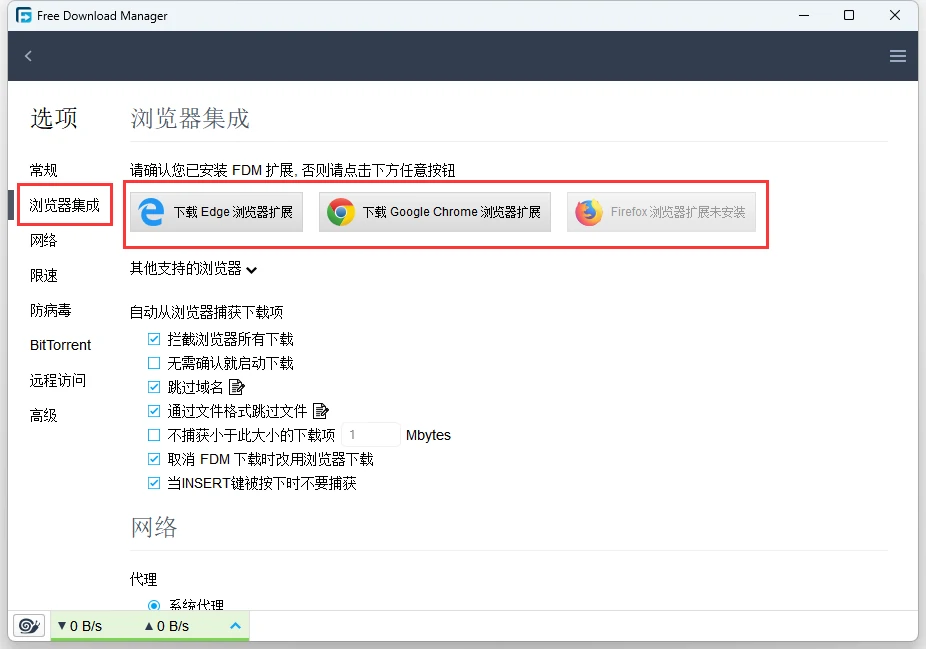 Free Download Manager
选项
浏览器集成
常规
浏览器集成
网络
限速
防病毒
BitTorrent
远程访问
高级
请确认您已安装 FDM 扩展, 否则请点击下方任意按钮
下载 Edge 浏览器扩展
下载 Google Chrome 浏览器扩展
Firefox 浏览器扩展未安装
其他支持的浏览器
自动从浏览器捕获下载项
拦截浏览器所有下载
无需确认就启动下载
跳过域名
通过文件格式跳过文件
不捕获小于此大小的下载项 1 Mbytes
取消 FDM 下载时改用浏览器下载
当INSERT键被按下时不要捕获
网络
代理
系统代理
▼0 B/s ▲0 B/s